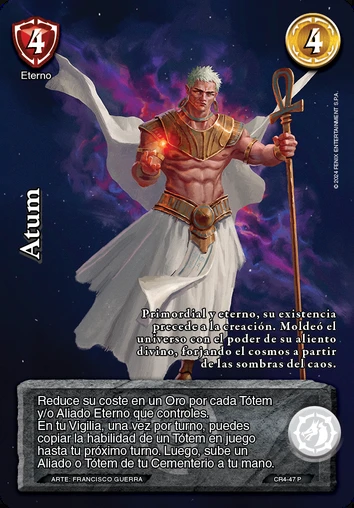 4
4
Eterno
© 2024 FENIX ENTERTAINMENT S.P.A.
Atum
Primordial y eterno, su existencia
precede a la creación. Moldeó el
universo con el poder de su aliento
divino, forjando el cosmos a partir
de las sombras del caos.
Reduce su coste en un Oro por cada Tótem
y/o Aliado Eterno que controles.
En tu Vigilia, una vez por turno, puedes
copiar la habilidad de un Tótem en juego
hasta tu próximo turno. Luego, sube un
Aliado o Tótem de tu Cementerio a tu mano.
ARTE: FRANCISCO GUERRA
CR4-47 P